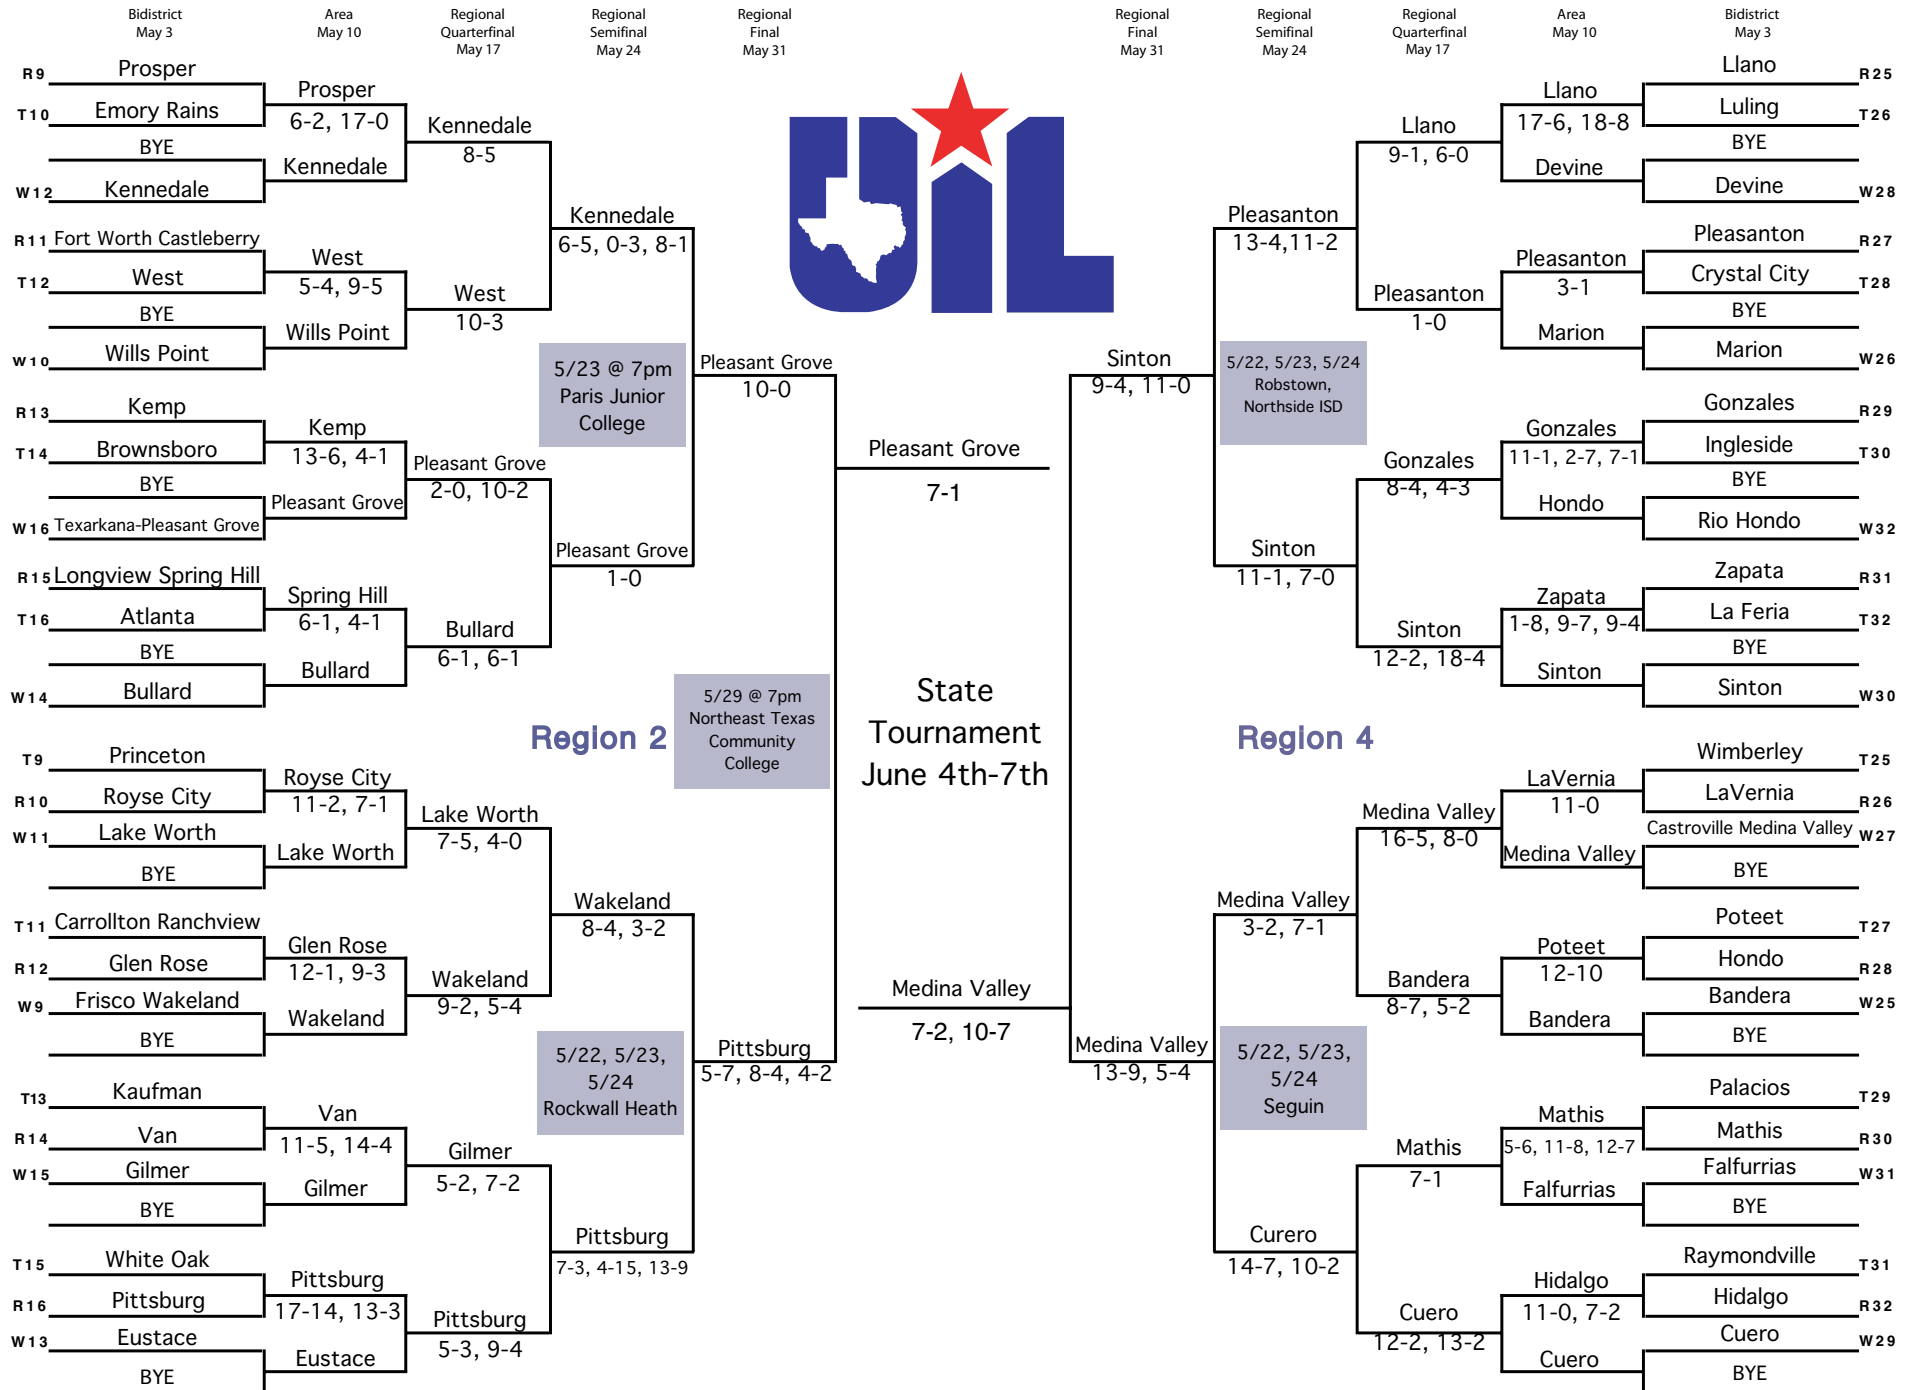 Bidistrict
May 3
Area
May 10
Regional
Quarterfinal
May 17
Regional
Semifinal
May 24
Regional
Final
May 31
Regional
Final
May 31
Regional
Semifinal
May 24
Regional
Quarterfinal
May 17
Area
May 10
Bidistrict
May 3
R9 Prosper
T10 Emory Rains
BYE
W12 Kennedale
R11 Fort Worth Castleberry
T12 West
BYE
W10 Wills Point
R13 Kemp
T14 Brownsboro
BYE
W16 Texarkana-Pleasant Grove
R15 Longview Spring Hill
T16 Atlanta
BYE
W14 Bullard
T9 Princeton
R10 Royse City
W11 Lake Worth
BYE
T11 Carrollton Ranchview
R12 Glen Rose
W9 Frisco Wakeland
BYE
T13 Kaufman
R14 Van
W15 Gilmer
BYE
T15 White Oak
R16 Pittsburg
W13 Eustace
BYE
Prosper
6-2, 17-0
Kennedale
West
5-4, 9-5
Wills Point
Kemp
13-6, 4-1
Pleasant Grove
Spring Hill
6-1, 4-1
Bullard
Royse City
11-2, 7-1
Lake Worth
Glen Rose
12-1, 9-3
Wakeland
Van
11-5, 14-4
Gilmer
Pittsburg
17-14, 13-3
Eustace
Kennedale
8-5
West
10-3
Pleasant Grove
2-0, 10-2
Bullard
6-1, 6-1
Lake Worth
7-5, 4-0
Wakeland
9-2, 5-4
Gilmer
5-2, 7-2
Pittsburg
5-3, 9-4
Kennedale
6-5, 0-3, 8-1
5/23 @ 7pm
Paris Junior
College
Pleasant Grove
1-0
Region 2
Wakeland
8-4, 3-2
5/22, 5/23,
5/24
Rockwall Heath
Pittsburg
7-3, 4-15, 13-9
Pleasant Grove
10-0
5/29 @ 7pm
Northeast Texas
Community
College
Pittsburg
5-7, 8-4, 4-2
UIL
Pleasant Grove
7-1
State
Tournament
June 4th-7th
Medina Valley
7-2, 10-7
Sinton
9-4, 11-0
Medina Valley
13-9, 5-4
Pleasanton
13-4,11-2
5/22, 5/23, 5/24
Robstown,
Northside ISD
Sinton
11-1, 7-0
Region 4
Medina Valley
3-2, 7-1
5/22, 5/23,
5/24
Seguin
Curero
14-7, 10-2
Llano
9-1, 6-0
Pleasanton
1-0
Gonzales
8-4, 4-3
Sinton
12-2, 18-4
Medina Valley
16-5, 8-0
Bandera
8-7, 5-2
Mathis
7-1
Cuero
12-2, 13-2
Llano
17-6, 18-8
Devine
Pleasanton
3-1
Marion
Gonzales
11-1, 2-7, 7-1
Hondo
Zapata
1-8, 9-7, 9-4
Sinton
LaVernia
11-0
Medina Valley
Poteet
12-10
Bandera
Mathis
5-6, 11-8, 12-7
Falfurrias
Hidalgo
11-0, 7-2
Cuero
Llano R25
Luling T26
BYE
Devine W28
Pleasanton R27
Crystal City T28
BYE
Marion W26
Gonzales R29
Ingleside T30
BYE
Rio Hondo W32
Zapata R31
La Feria T32
BYE
Sinton W30
Wimberley T25
LaVernia R26
Castroville Medina Valley W27
BYE
Poteet T27
Hondo R28
Bandera W25
BYE
Palacios T29
Mathis R30
Falfurrias W31
BYE
Raymondville T31
Hidalgo R32
Cuero W29
BYE